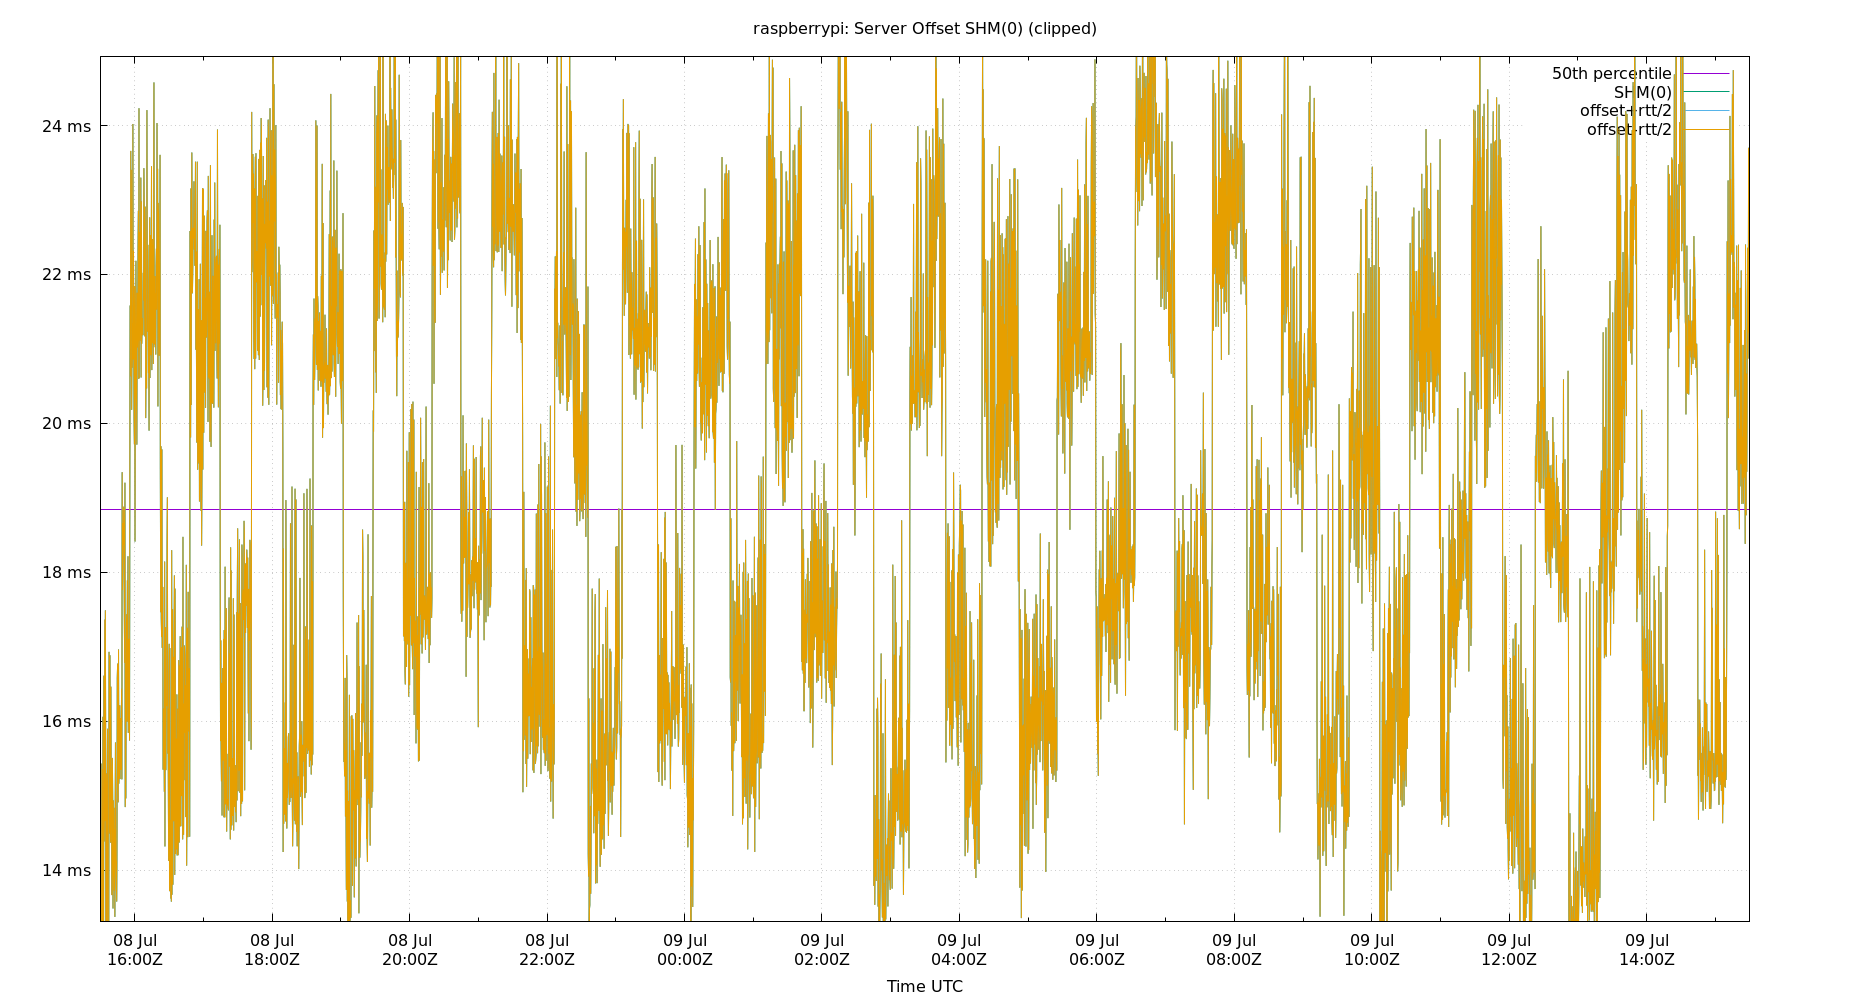 raspberrypi: Server Offset SHM(0) (clipped)
50th percentile
SHM(0)
offset+rtt/2
offset-rtt/2
24 ms
22 ms
20 ms
18 ms
16 ms
14 ms
08 Jul 08 Jul 08 Jul 08 Jul 09 Jul 09 Jul 09 Jul 09 Jul 09 Jul 09 Jul 09 Jul 09 Jul
16:00Z 18:00Z 20:00Z 22:00Z 00:00Z 02:00Z 04:00Z 06:00Z 08:00Z 10:00Z 12:00Z 14:00Z
Time UTC